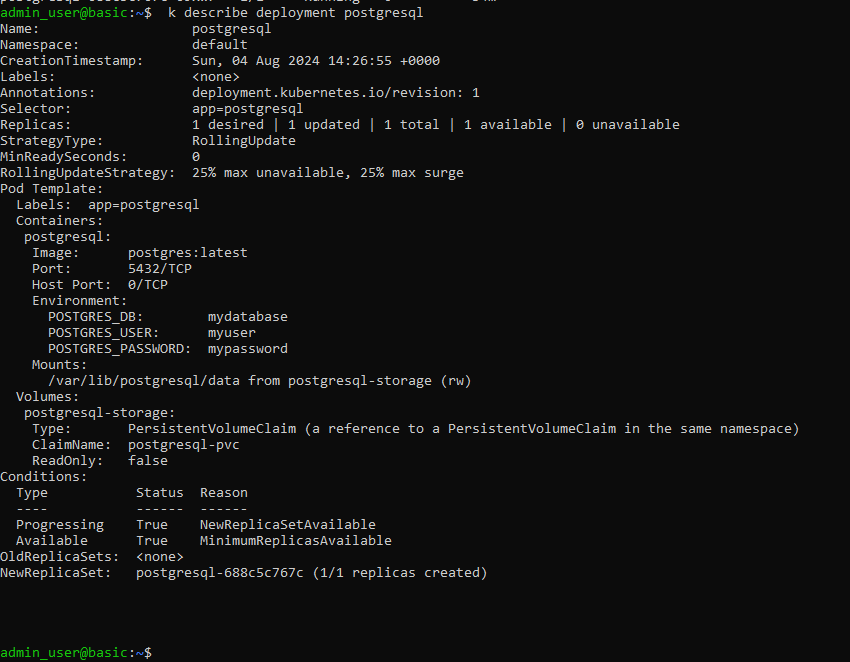 admin_user@basic:~$  k describe deployment postgresql
Name:                   postgresql
Namespace:              default
CreationTimestamp:      Sun, 04 Aug 2024 14:26:55 +0000
Labels:                 <none>
Annotations:            deployment.kubernetes.io/revision: 1
Selector:               app=postgresql
Replicas:               1 desired | 1 updated | 1 total | 1 available | 0 unavailable
StrategyType:           RollingUpdate
MinReadySeconds:        0
RollingUpdateStrategy:  25% max unavailable, 25% max surge
Pod Template:
  Labels:  app=postgresql
  Containers:
   postgresql:
    Image:      postgres:latest
    Port:       5432/TCP
    Host Port:  0/TCP
    Environment:
      POSTGRES_DB:        mydatabase
      POSTGRES_USER:      myuser
      POSTGRES_PASSWORD:  mypassword
    Mounts:
      /var/lib/postgresql/data from postgresql-storage (rw)
  Volumes:
   postgresql-storage:
    Type:       PersistentVolumeClaim (a reference to a PersistentVolumeClaim in the same namespace)
    ClaimName:  postgresql-pvc
    ReadOnly:   false
Conditions:
  Type           Status  Reason
  ----           ------  ------
  Progressing    True    NewReplicaSetAvailable
  Available      True    MinimumReplicasAvailable
OldReplicaSets:  <none>
NewReplicaSet:   postgresql-688c5c767c (1/1 replicas created)
admin_user@basic:~$